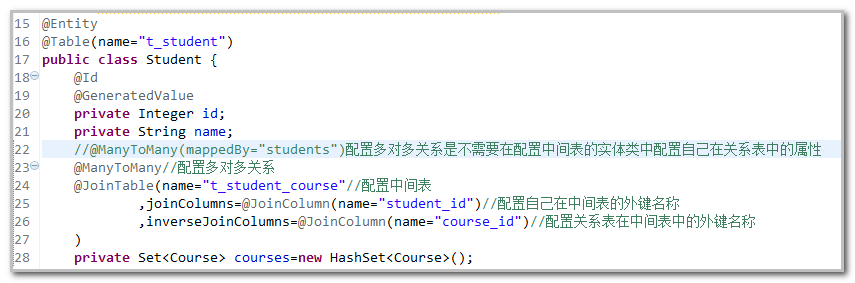 15 @Entity
16 @Table(name="t_student")
17 public class Student {
18 @Id
19 @GeneratedValue
20 private Integer id;
21 private String name;
22 //@ManyToMany(mappedBy="students")配置多对多关系是不需要在配置中间表的实体类中配置自己在关系表中的属性
23 @ManyToMany//配置多对多关系
24 @JoinTable(name="t_student_course"//配置中间表
25 ,joinColumns=@JoinColumn(name="student_id")//配置自己在中间表的外键名称
26 ,inverseJoinColumns=@JoinColumn(name="course_id")//配置关系表在中间表中的外键名称
27 )
28 private Set<Course> courses=new HashSet<Course>();